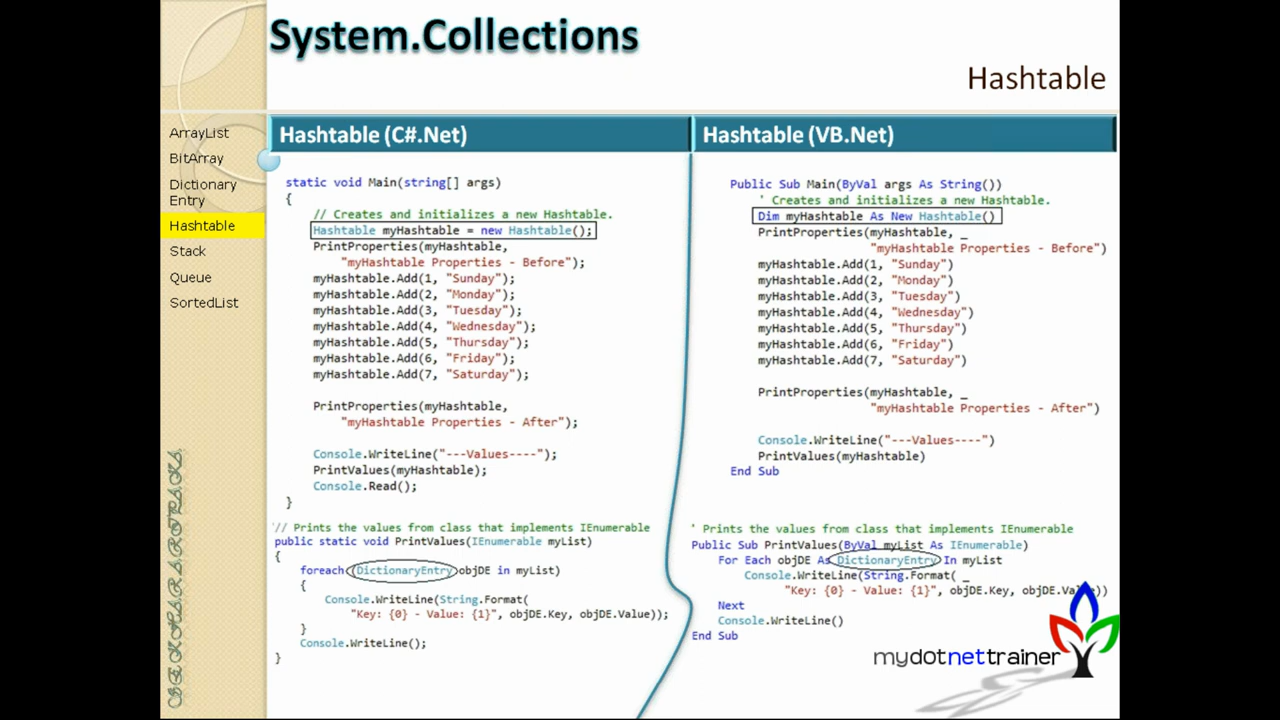 System.Collections
Hashtable
ArrayList
BitArray
Dictionary
Entry
Hashtable
Stack
Queue
SortedList
SEKHARSROTRALA
Hashtable (C#.Net)
static void Main(string[] args)
{
// Creates and initializes a new Hashtable.
Hashtable myHashtable = new Hashtable();
PrintProperties(myHashtable,
"myHashtable Properties - Before");
myHashtable.Add(1, "Sunday");
myHashtable.Add(2, "Monday");
myHashtable.Add(3, "Tuesday");
myHashtable.Add(4, "Wednesday");
myHashtable.Add(5, "Thursday");
myHashtable.Add(6, "Friday");
myHashtable.Add(7, "Saturday");
PrintProperties(myHashtable,
"myHashtable Properties - After");
Console.WriteLine("---Values----");
PrintValues(myHashtable);
Console.Read();
}
// Prints the values from class that implements IEnumerable
public static void PrintValues(IEnumerable myList)
{
foreach (DictionaryEntry objDE in myList)
{
Console.WriteLine(String.Format(
"Key: {0} - Value: {1}", objDE.Key, objDE.Value));
}
Console.WriteLine();
}
Hashtable (VB.Net)
Public Sub Main(ByVal args As String())
' Creates and initializes a new Hashtable.
Dim myHashtable As New Hashtable()
PrintProperties(myHashtable, _
"myHashtable Properties - Before")
myHashtable.Add(1, "Sunday")
myHashtable.Add(2, "Monday")
myHashtable.Add(3, "Tuesday")
myHashtable.Add(4, "Wednesday")
myHashtable.Add(5, "Thursday")
myHashtable.Add(6, "Friday")
myHashtable.Add(7, "Saturday")
PrintProperties(myHashtable, _
"myHashtable Properties - After")
Console.WriteLine("---Values----")
PrintValues(myHashtable)
End Sub
' Prints the values from class that implements IEnumerable
Public Sub PrintValues(ByVal myList As IEnumerable)
For Each objDE As DictionaryEntry In myList
Console.WriteLine(String.Format( _
"Key: {0} - Value: {1}", objDE.Key, objDE.Value))
Next
Console.WriteLine()
End Sub
mydotnettrainer